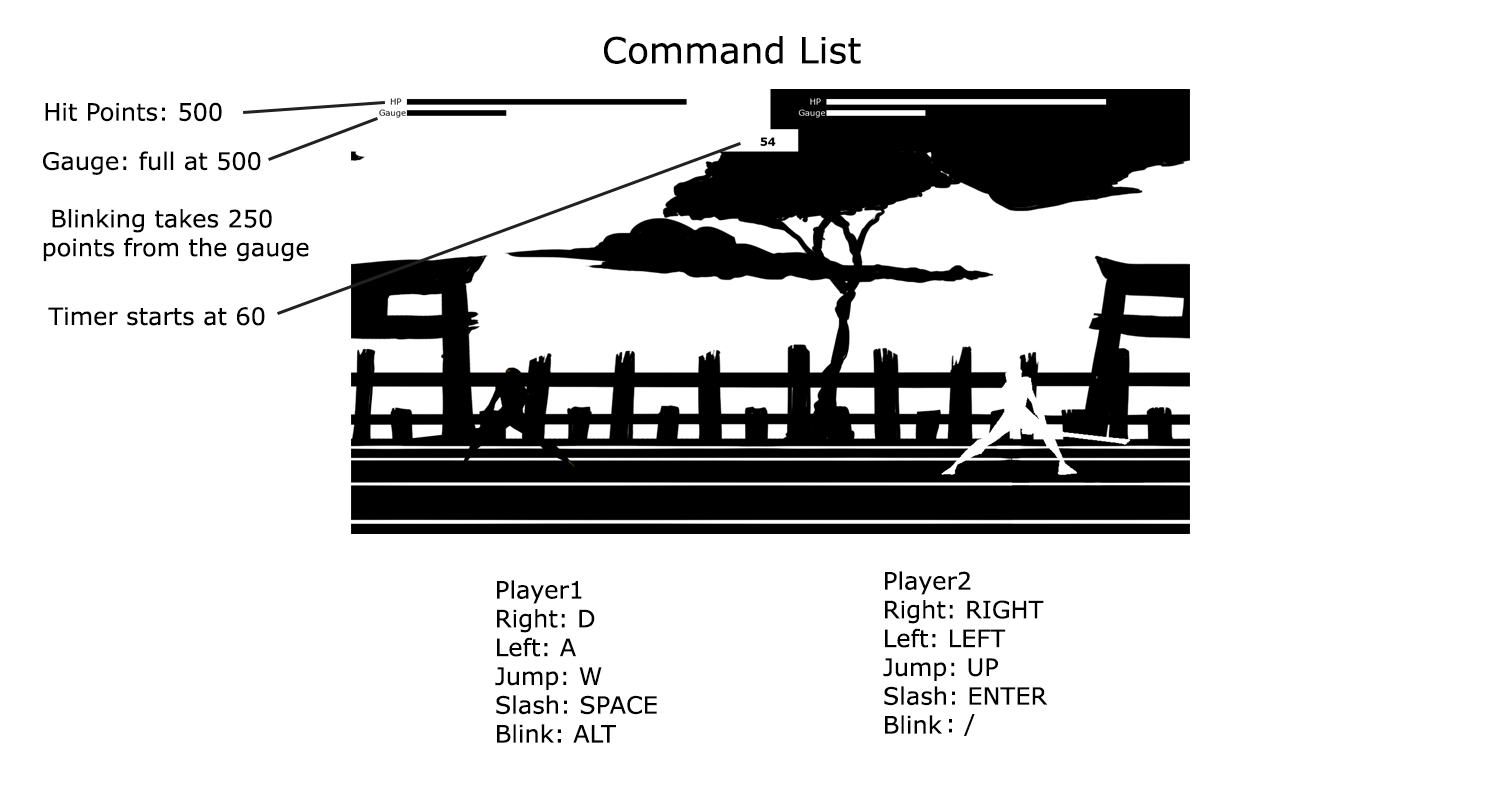 Command List
Hit Points: 500
Gauge: full at 500
Blinking takes 250
points from the gauge
Timer starts at 60
HP
Gauge
HP
Gauge
54
Player1
Right: D
Left: A
Jump: W
Slash: SPACE
Blink: ALT
Player2
Right: RIGHT
Left: LEFT
Jump: UP
Slash: ENTER
Blink: /